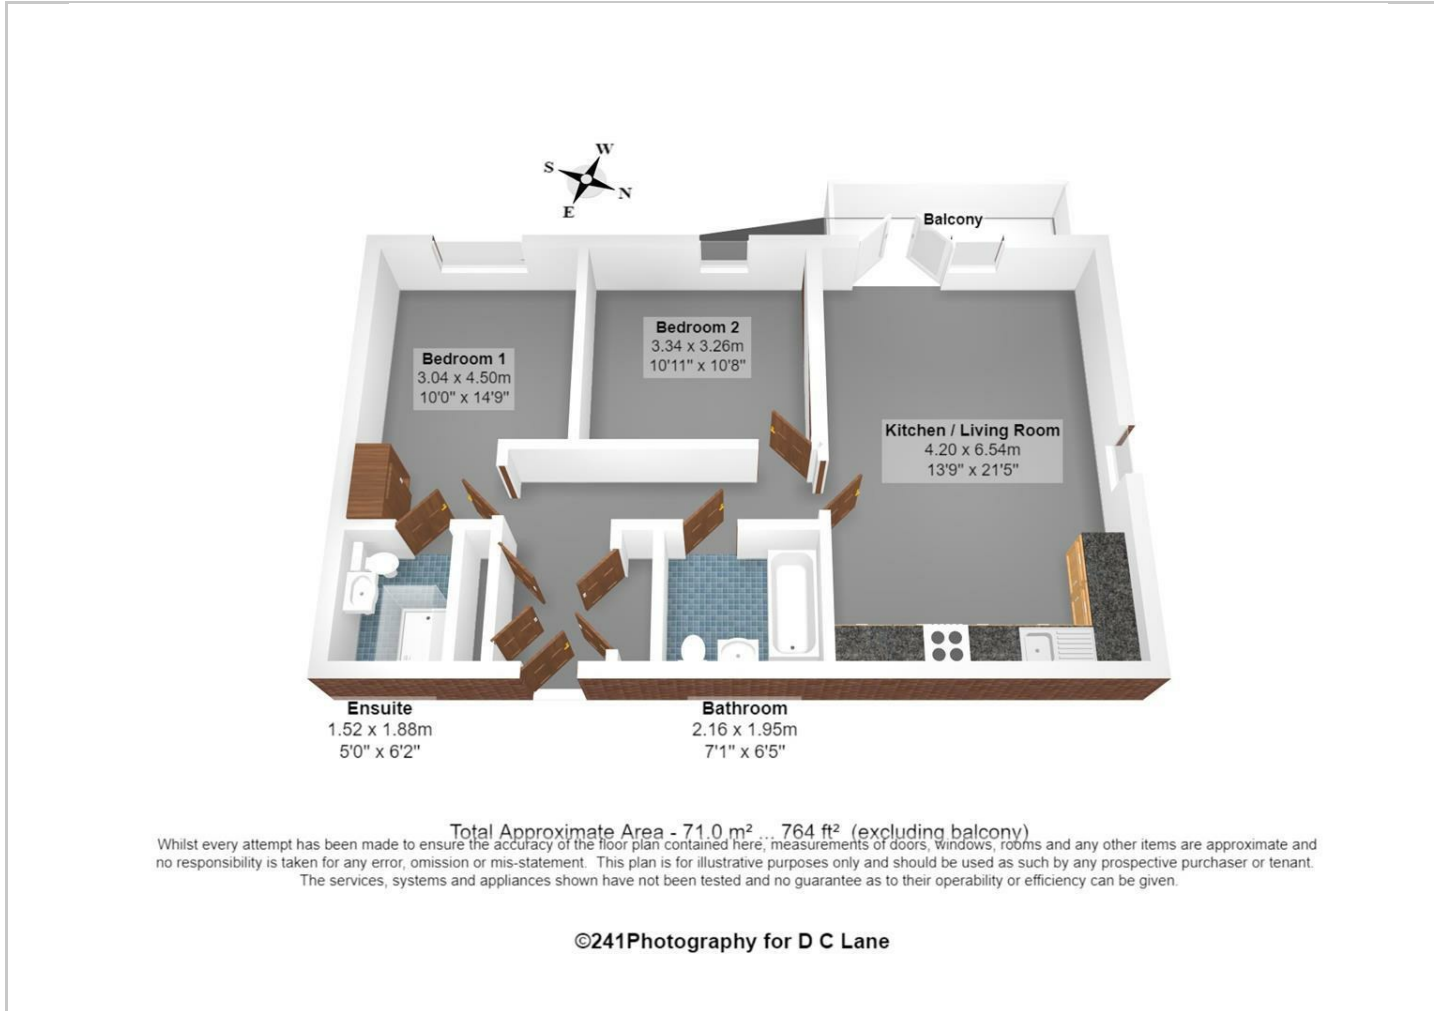 W
S
N
E
Balcony
Bedroom 2
3.34 x 3.26m
10'11" x 10'8"
Bedroom 1
3.04 x 4.50m
10'0" x 14'9"
Kitchen / Living Room
4.20 x 6.54m
13'9" x 21'5"
Ensuite
1.52 x 1.88m
5'0" x 6'2"
Bathroom
2.16 x 1.95m
7'1" x 6'5"
Total Approximate Area - 71.0 m² ... 764 ft² (excluding balcony)
Whilst every attempt has been made to ensure the accuracy of the floor plan contained here, measurements of doors, windows, rooms and any other items are approximate and
no responsibility is taken for any error, omission or mis-statement. This plan is for illustrative purposes only and should be used as such by any prospective purchaser or tenant.
The services, systems and appliances shown have not been tested and no guarantee as to their operability or efficiency can be given.
©241Photography for D C Lane